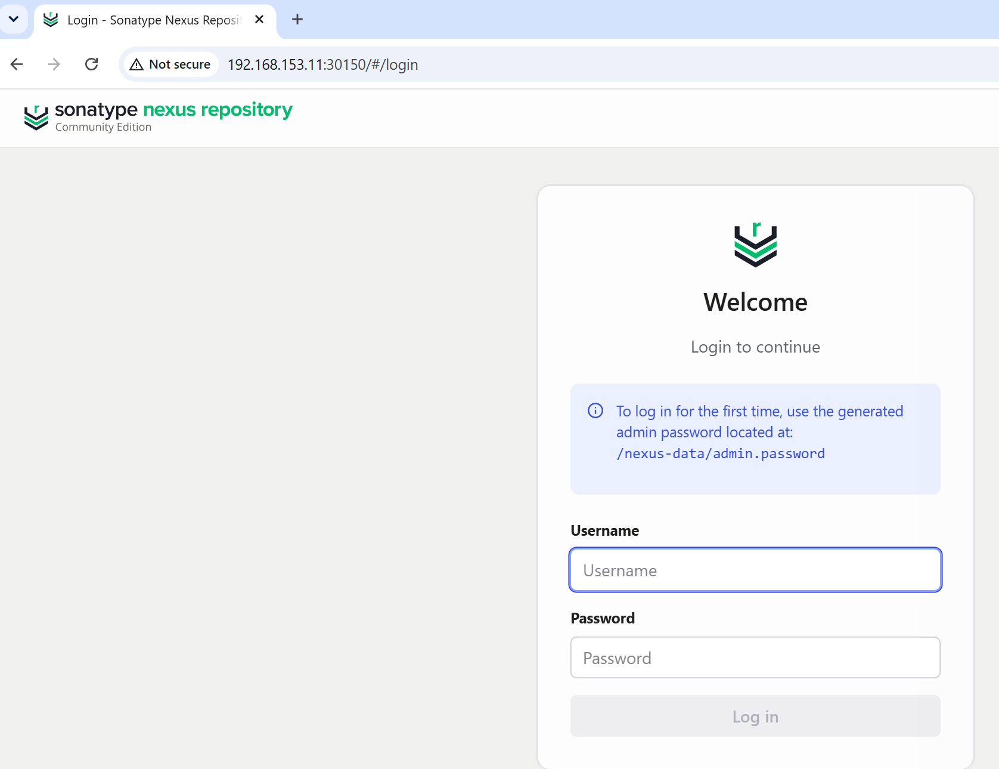 Login - Sonatype Nexus Reposit
Not secure
192.168.153.11:30150/#/login
sonatype nexus repository
Community Edition
r
Welcome
Login to continue
To log in for the first time, use the generated
admin password located at:
/nexus-data/admin.password
Username
Username
Password
Password
Log in